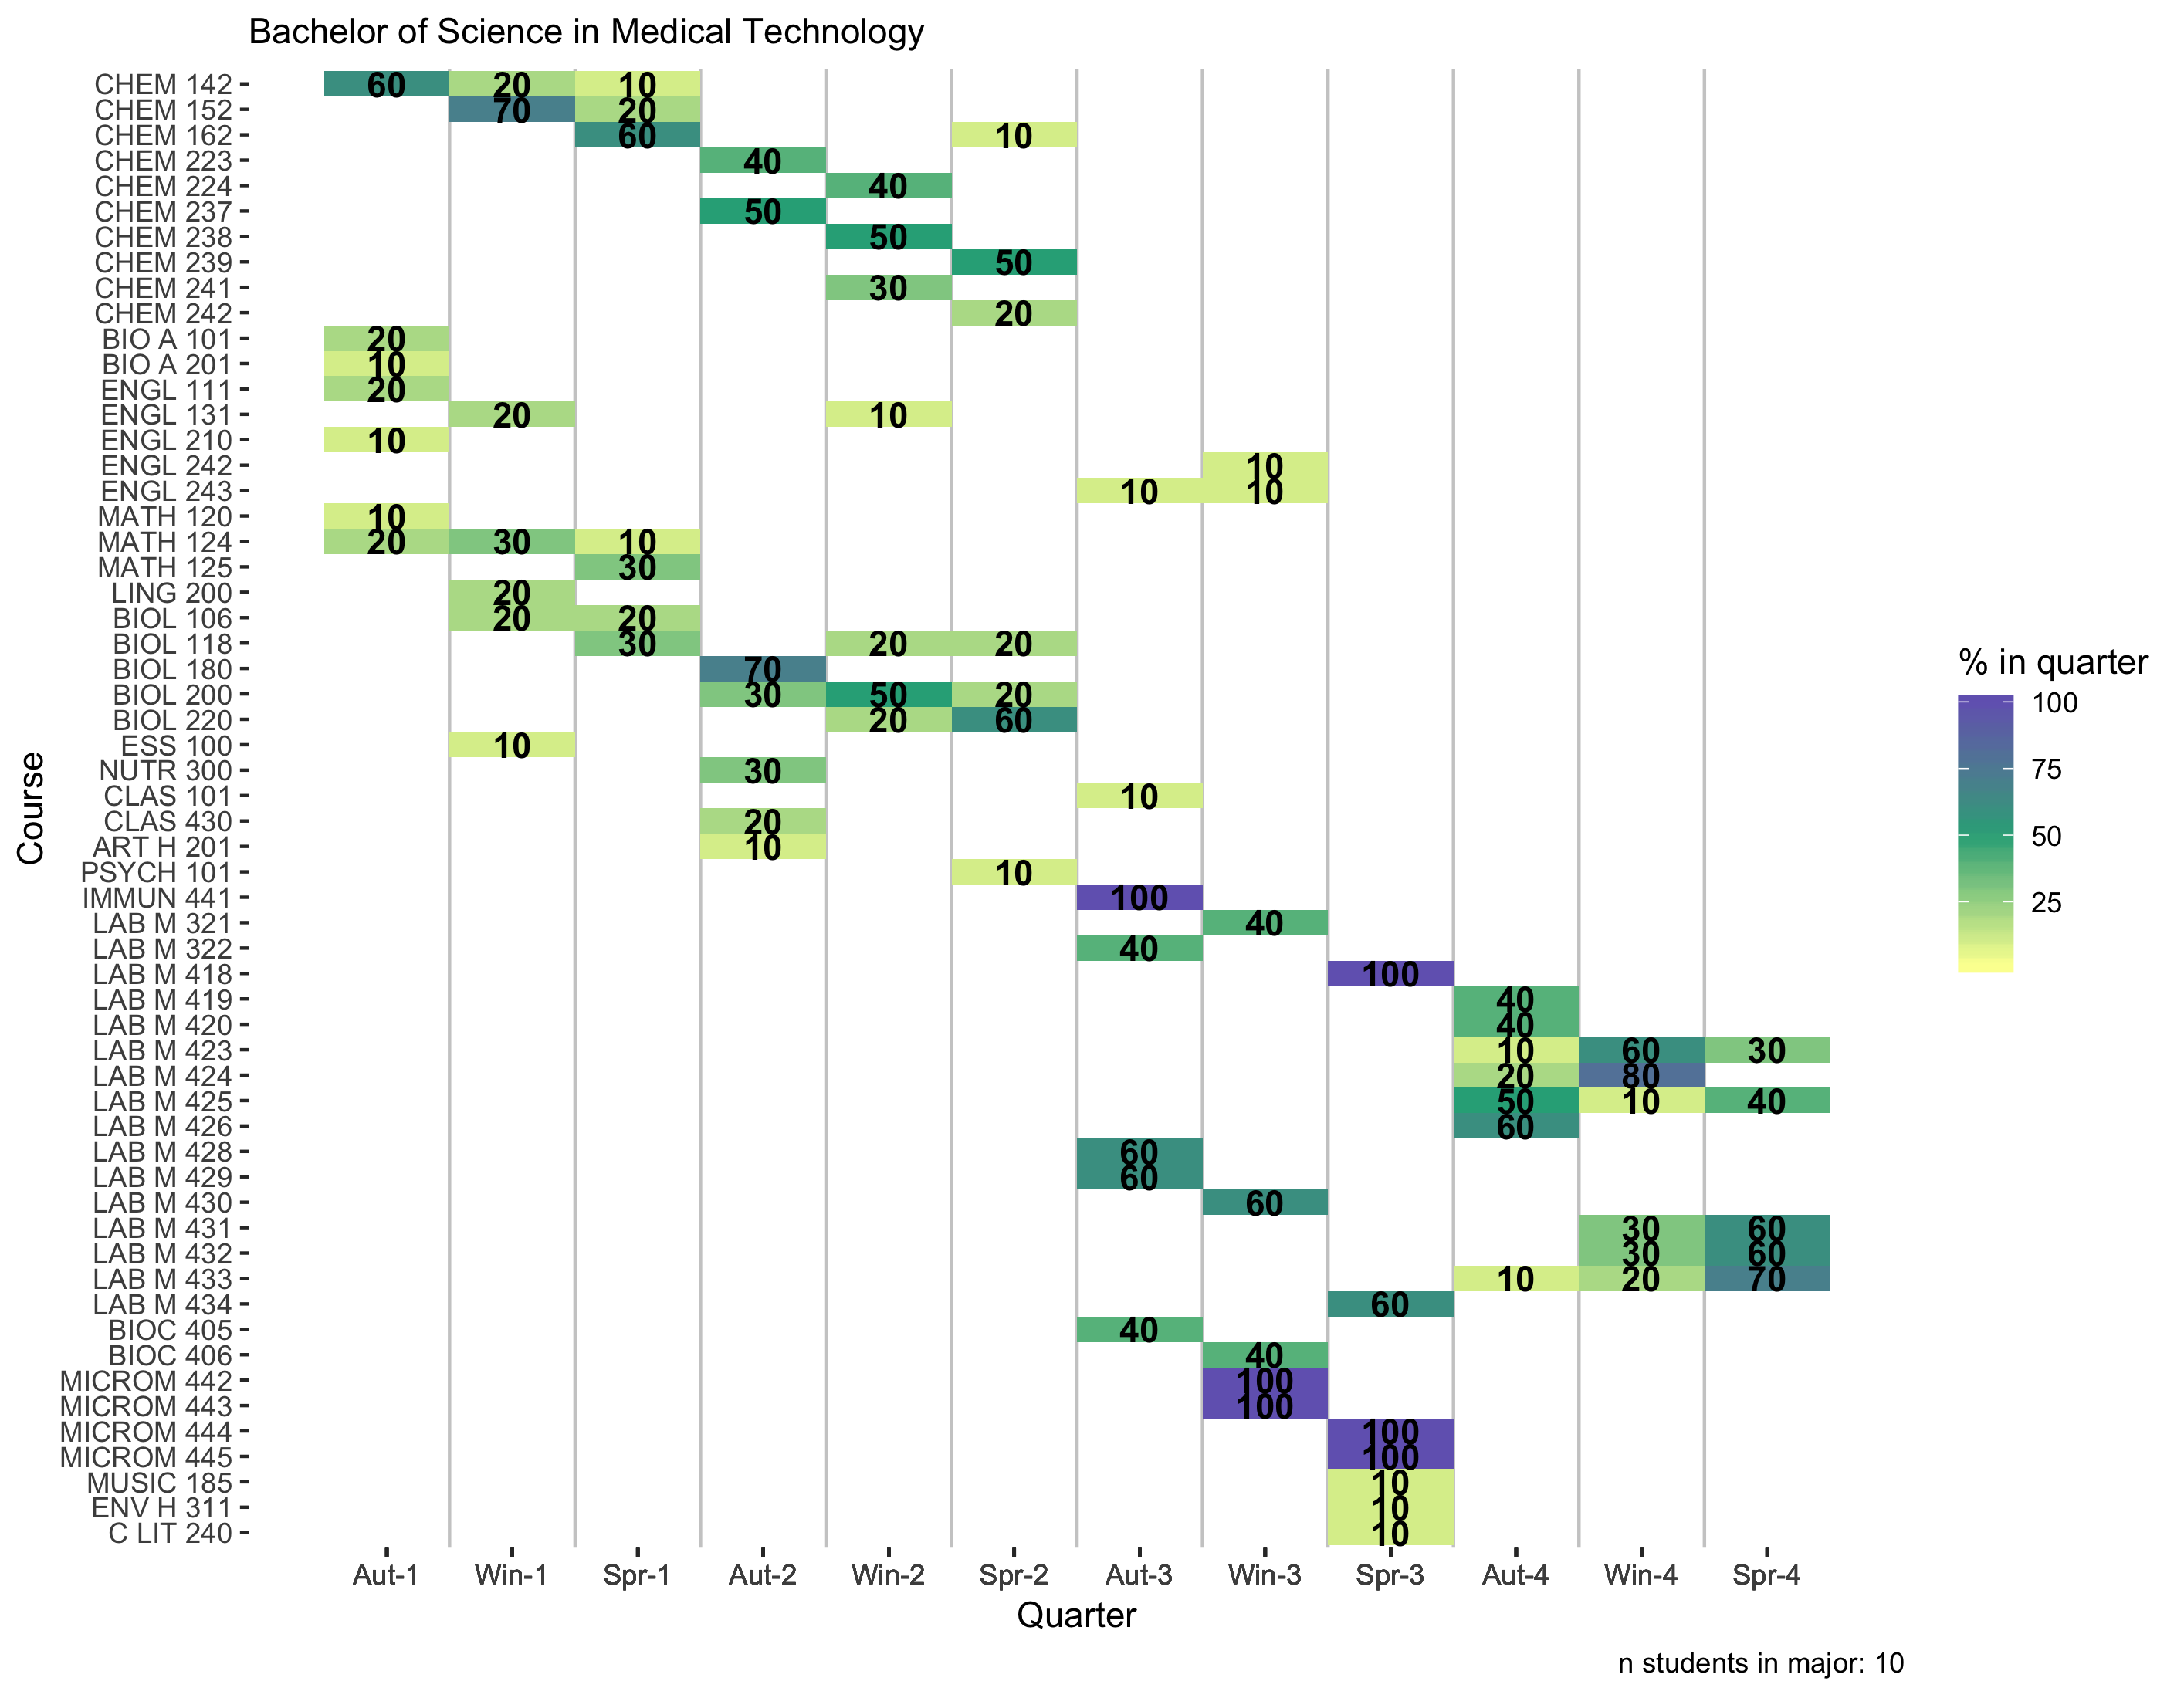 Bachelor of Science in Medical Technology
CHEM 142 60 20 10
CHEM 152 70 20
CHEM 162 60 10
CHEM 223 40
CHEM 224 40
CHEM 237 50
CHEM 238 50
CHEM 239 50
CHEM 241 30
CHEM 242 20
BIO A 101 20
BIO A 201 10
ENGL 111 20
ENGL 131 20 10
ENGL 210 10
ENGL 242 10
ENGL 243 10 10
MATH 120 10
MATH 124 20 30 10
MATH 125 30
LING 200 20
BIOL 106 20 20
BIOL 118 30 20 20
BIOL 180 70
BIOL 200 30 50 20
BIOL 220 20 60
ESS 100 10
NUTR 300 30
CLAS 101 10
CLAS 430 20
ART H 201 10
PSYCH 101 10
IMMUN 441 100
LAB M 321 40
LAB M 322 40
LAB M 418 100
LAB M 419 40
LAB M 420 40
LAB M 423 10 60 30
LAB M 424 20 80
LAB M 425 50 10 40
LAB M 426 60
LAB M 428 60
LAB M 429 60
LAB M 430 60
LAB M 431 30 60
LAB M 432 30 60
LAB M 433 10 20 70
LAB M 434 60
BIOC 405 40
BIOC 406 40
MICROM 442 100
MICROM 443 100
MICROM 444 100
MICROM 445 100
MUSIC 185 10
ENV H 311 10
C LIT 240 10
Course
Aut-1 Win-1 Spr-1 Aut-2 Win-2 Spr-2 Aut-3 Win-3 Spr-3 Aut-4 Win-4 Spr-4
Quarter
% in quarter
100
75
50
25
n students in major: 10